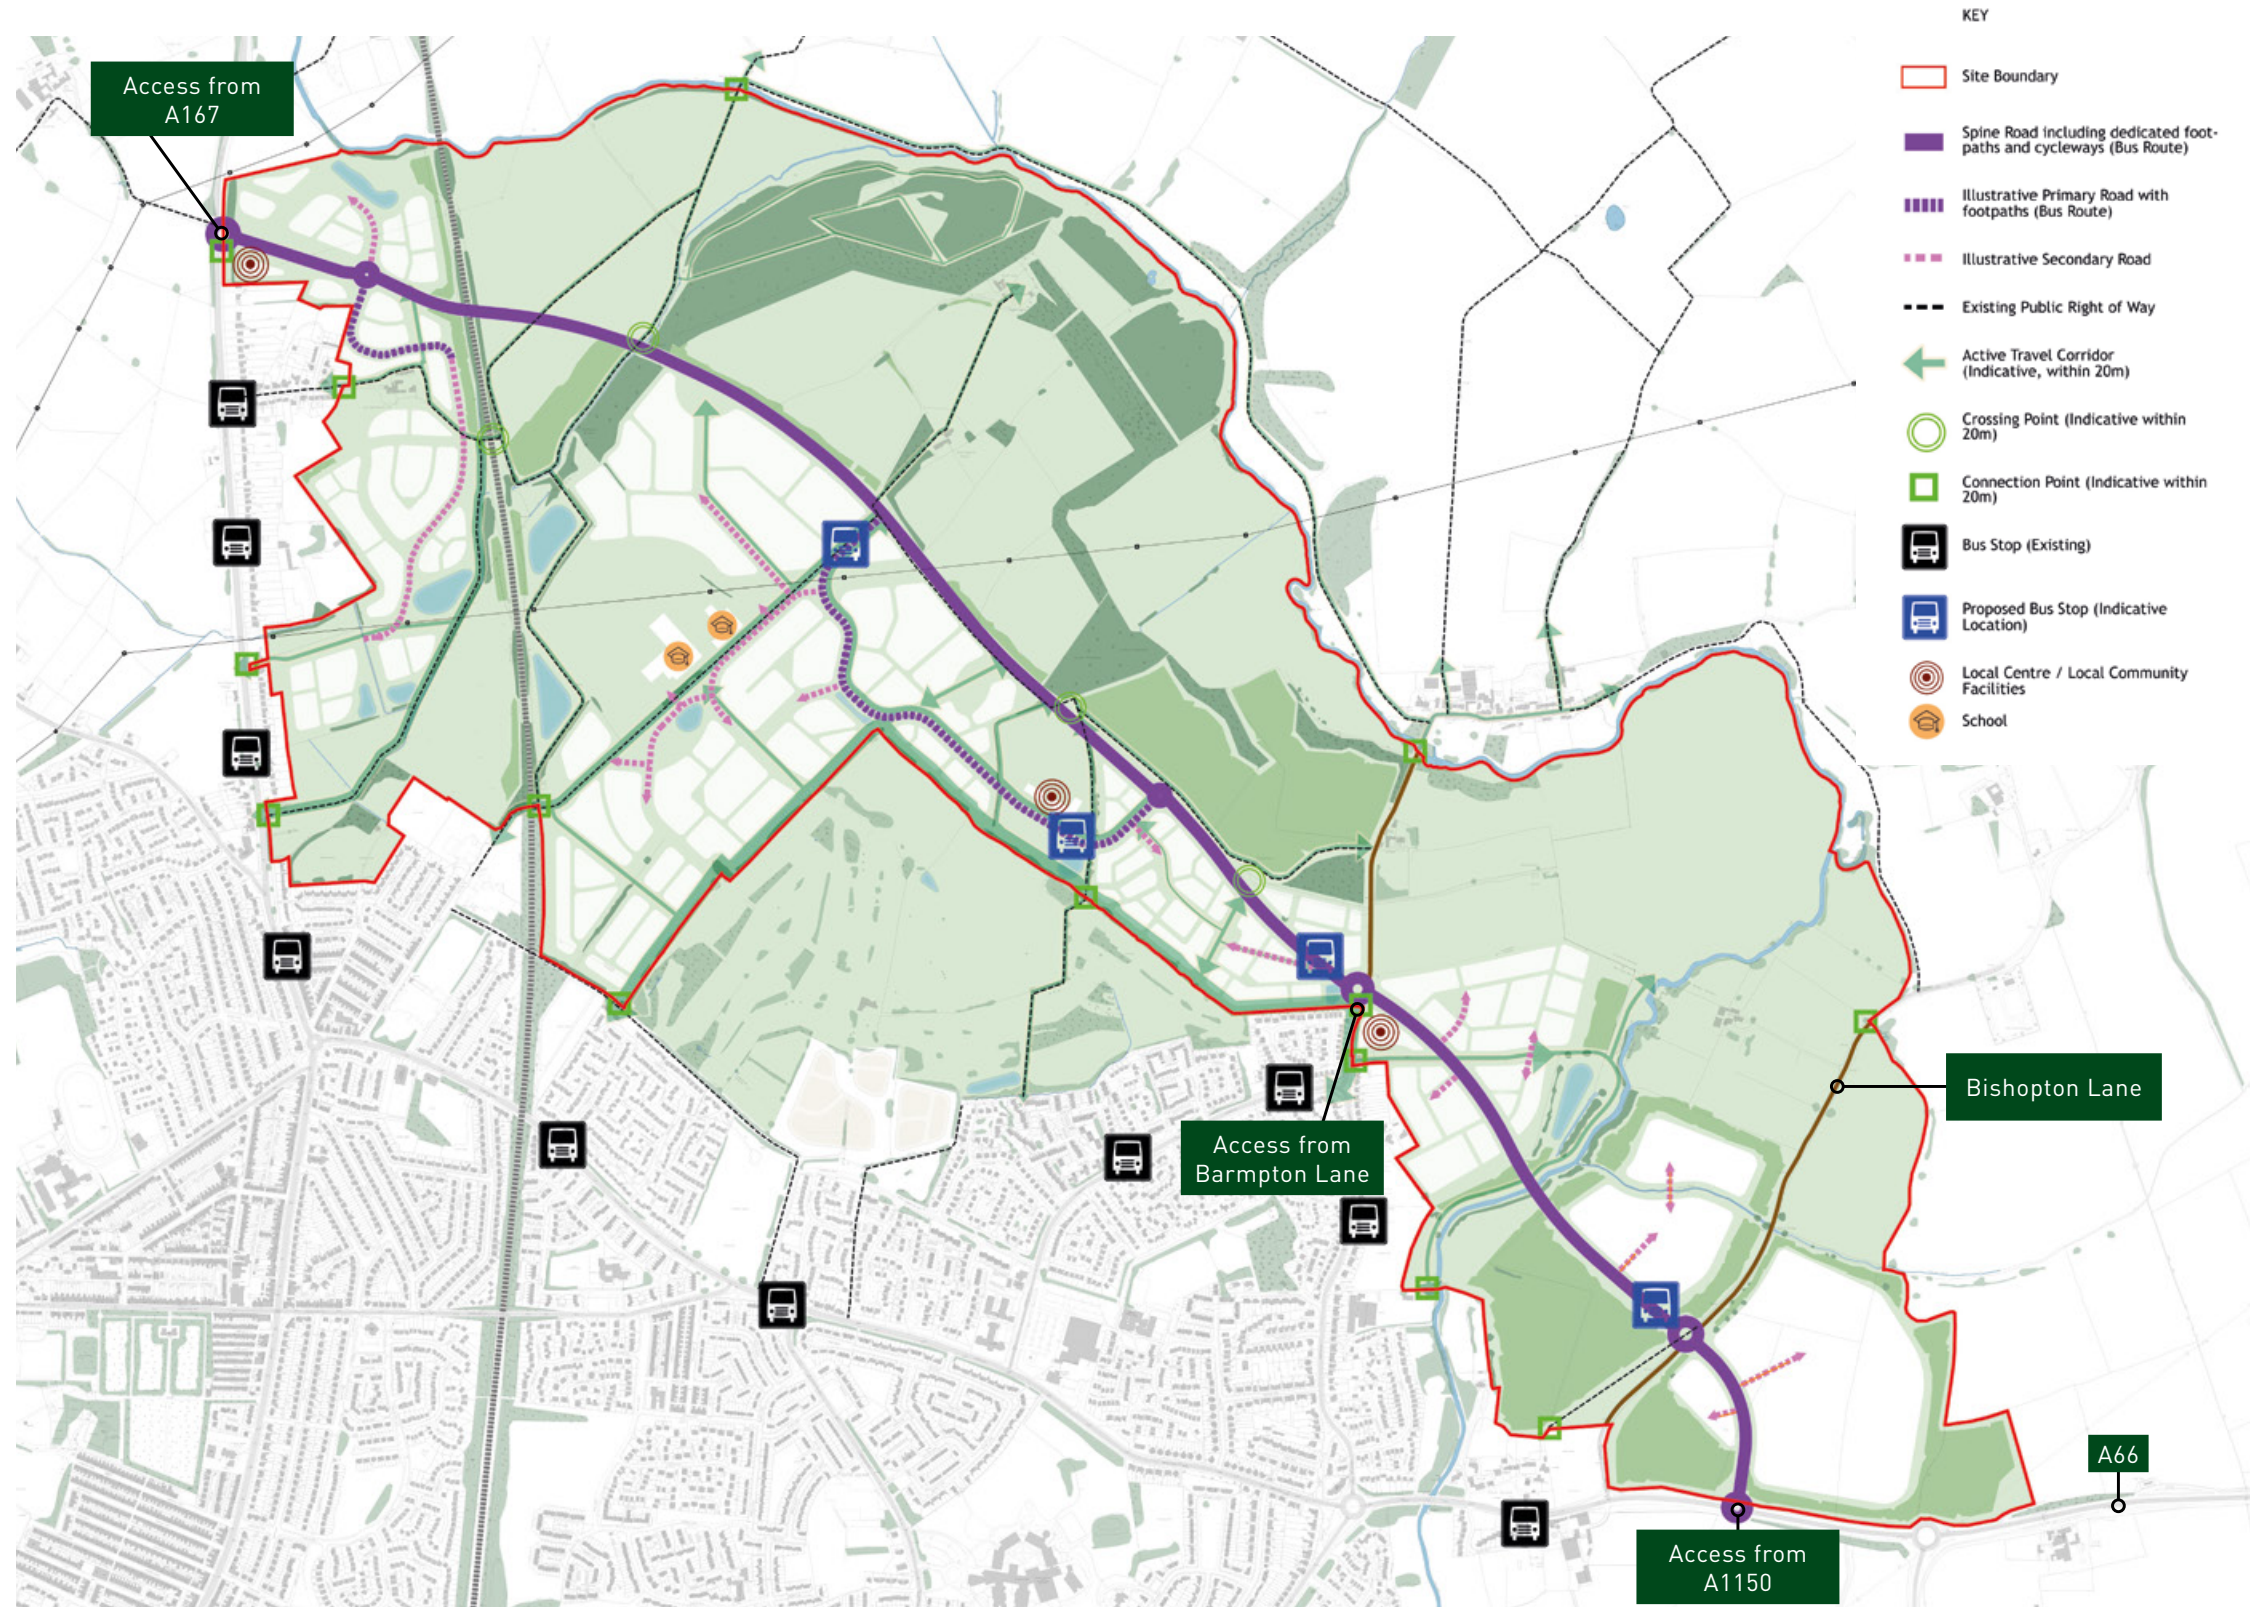 KEY
Site Boundary
Spine Road including dedicated foot-
paths and cycleways (Bus Route)
Illustrative Primary Road with
footpaths (Bus Route)
Illustrative Secondary Road
Existing Public Right of Way
Active Travel Corridor
(Indicative, within 20m)
Crossing Point (Indicative within
20m)
Connection Point (Indicative within
20m)
Bus Stop (Existing)
Proposed Bus Stop (Indicative
Location)
Local Centre / Local Community
Facilities
School
Access from
A167
Bishopton Lane
Access from
Barmpton Lane
A66
Access from
A1150